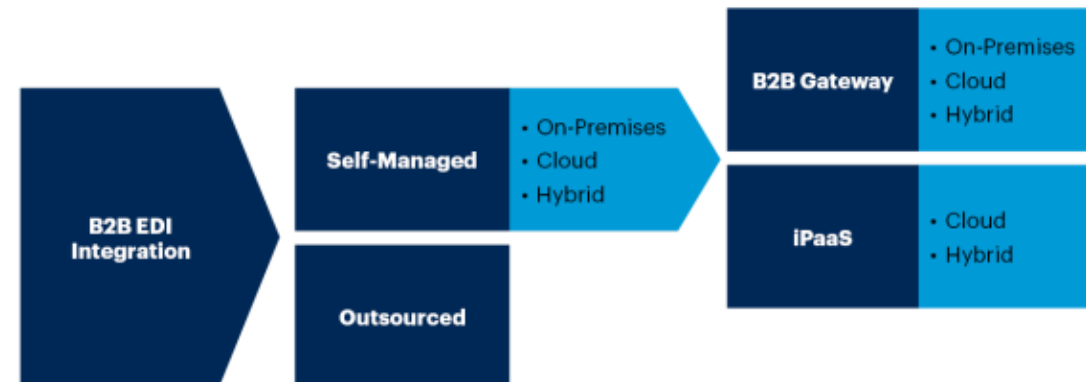 B2B EDI
Integration
Self-Managed
• On-Premises
• Cloud
• Hybrid
Outsourced
B2B Gateway
• On-Premises
• Cloud
• Hybrid
iPaaS
• Cloud
• Hybrid